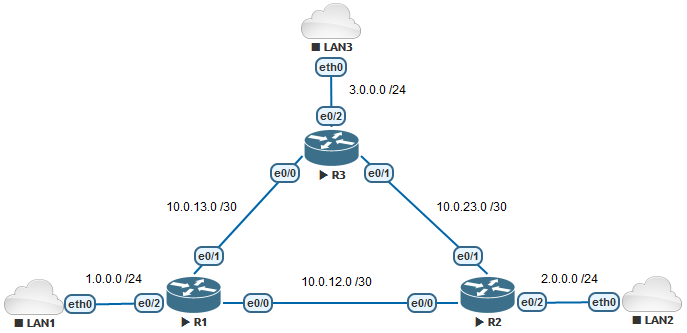 ■ LAN3
eth0
3.0.0.0 /24
e0/2
▶ R3
e0/0
e0/1
10.0.13.0 /30
10.0.23.0 /30
e0/1
e0/1
1.0.0.0 /24
10.0.12.0 /30
2.0.0.0 /24
■ LAN1
eth0
e0/2
▶ R1
e0/0
e0/0
▶ R2
e0/2
eth0
■ LAN2